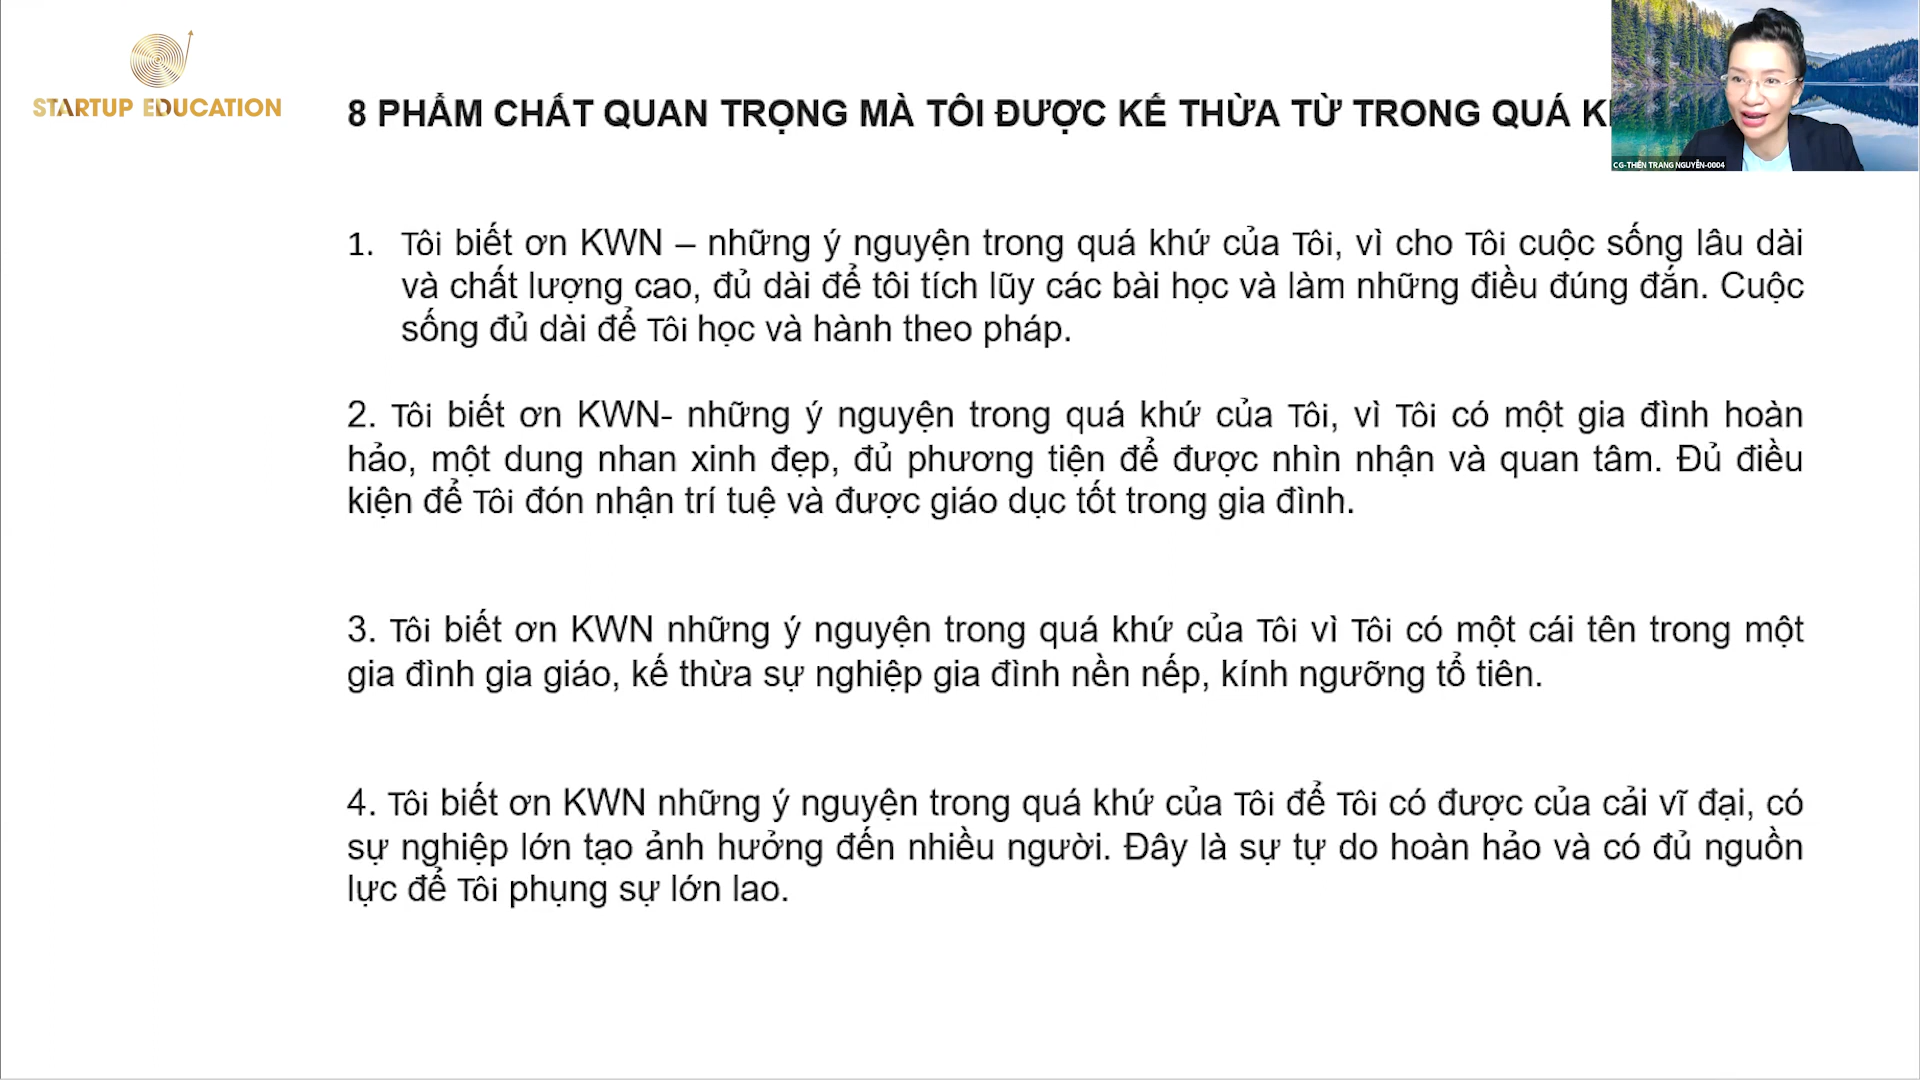 STARTUP EDUCATION
8 PHẨM CHẤT QUAN TRỌNG MÀ TÔI ĐƯỢC KẾ THỪA TỪ TRONG QUÁ
CG-THIÊN TRANG NGUYỄN-0004
1. Tôi biết ơn KWN – những ý nguyện trong quá khứ của Tôi, vì cho Tôi cuộc sống lâu dài
và chất lượng cao, đủ dài để tôi tích lũy các bài học và làm những điều đúng đắn. Cuộc
sống đủ dài để Tôi học và hành theo pháp.
2. Tôi biết ơn KWN- những ý nguyện trong quá khứ của Tôi, vì Tôi có một gia đình hoàn
hảo, một dung nhan xinh đẹp, đủ phương tiện để được nhìn nhận và quan tâm. Đủ điều
kiện để Tôi đón nhận trí tuệ và được giáo dục tốt trong gia đình.
3. Tôi biết ơn KWN những ý nguyện trong quá khứ của Tôi vì Tôi có một cái tên trong một
gia đình gia giáo, kế thừa sự nghiệp gia đình nền nếp, kính ngưỡng tổ tiên.
4. Tôi biết ơn KWN những ý nguyện trong quá khứ của Tôi để Tôi có được của cải vĩ đại, có
sự nghiệp lớn tạo ảnh hưởng đến nhiều người. Đây là sự tự do hoàn hảo và có đủ nguồn
lực để Tôi phụng sự lớn lao.